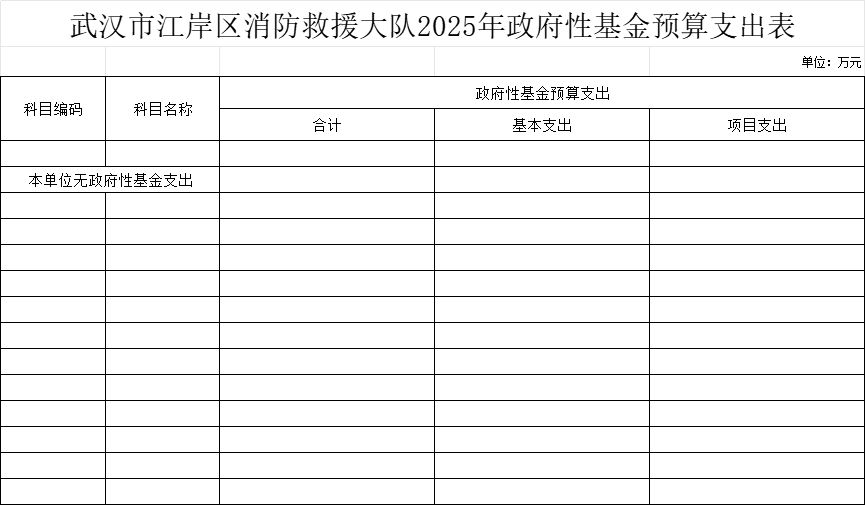 武汉市江岸区消防救援大队2025年政府性基金预算支出表
单位：万元
科目编码
科目名称
政府性基金预算支出
合计
基本支出
项目支出
本单位无政府性基金支出